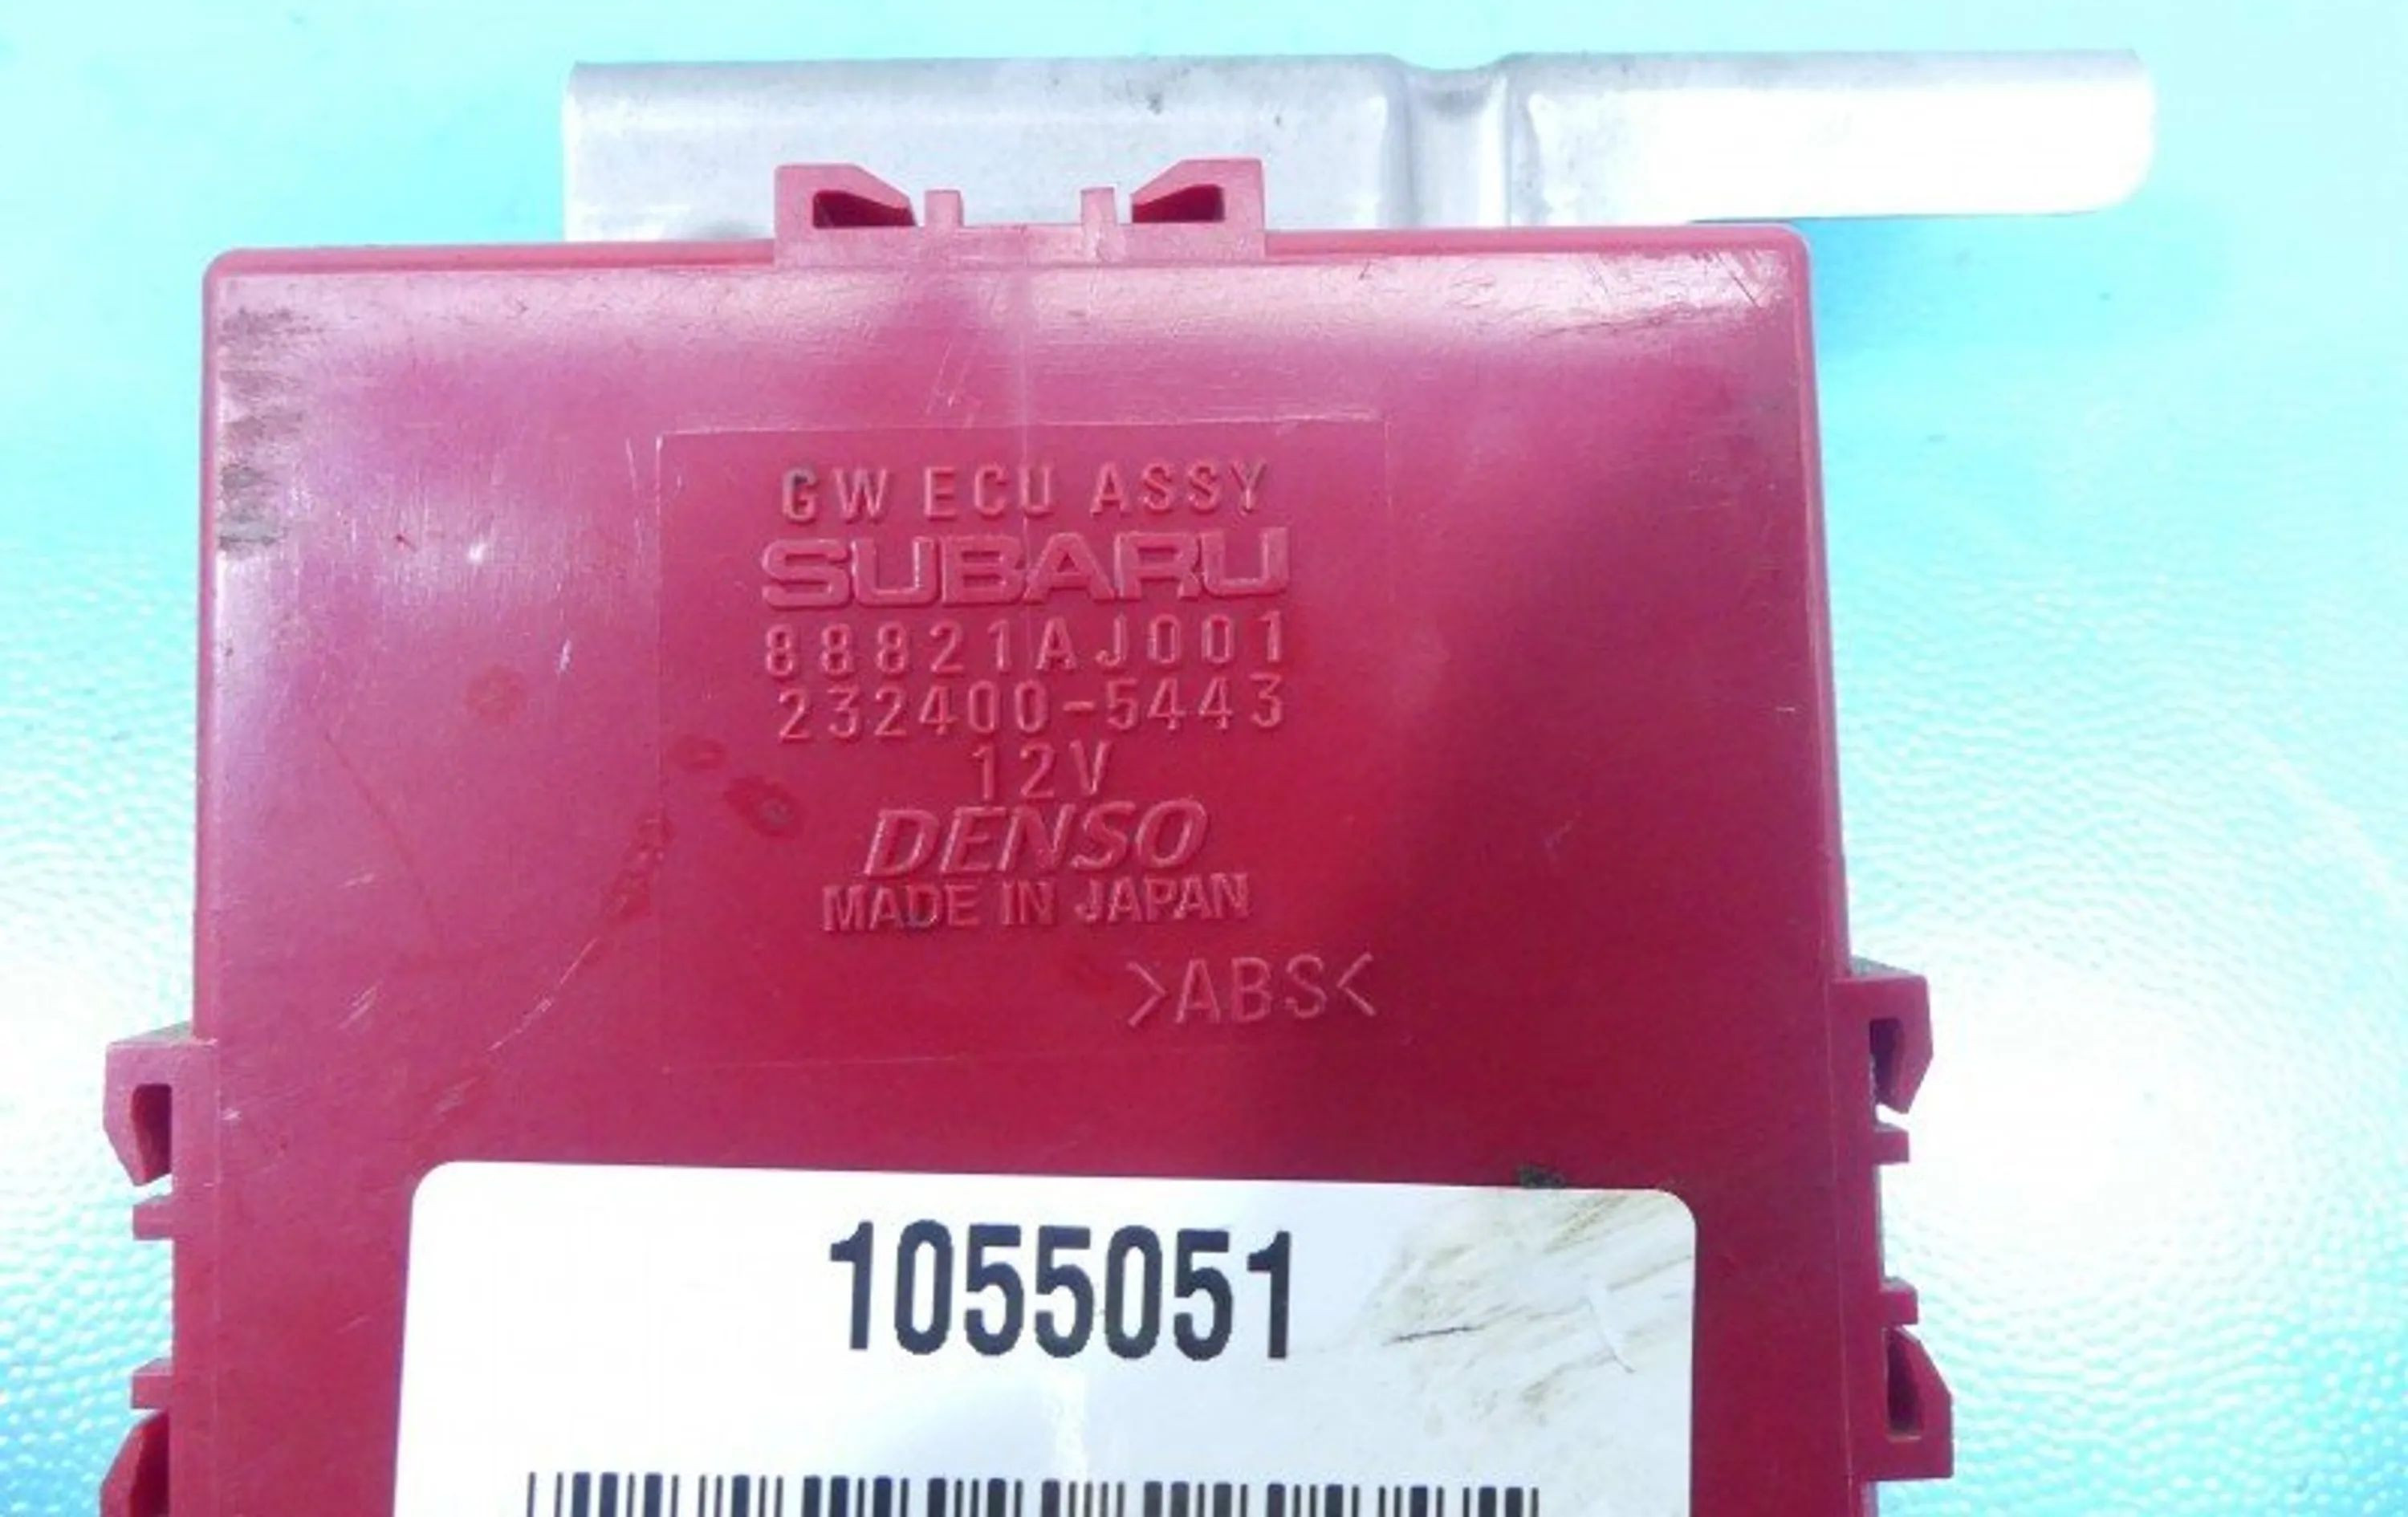 GW ECU ASSY
SUBARU
88821AJ001
232400-5443
12V
DENSO
MADE IN JAPAN
>ABS<
1055051